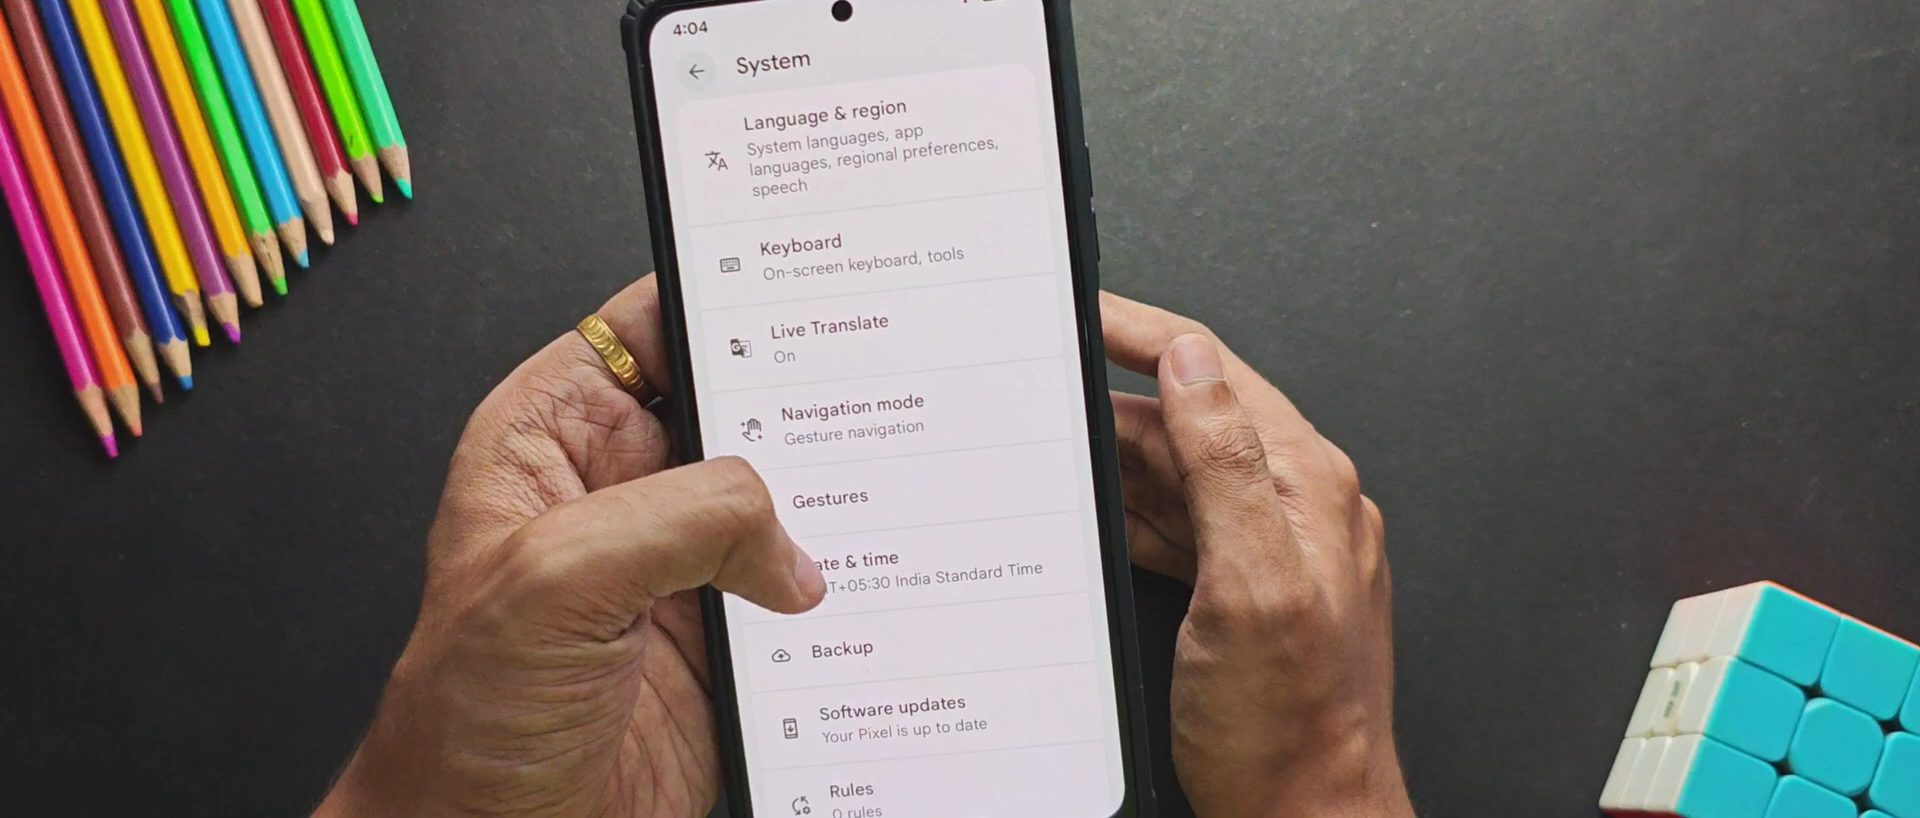 4:04
System
Language & region
System languages, app
languages, regional preferences,
speech
Keyboard
On-screen keyboard, tools
Live Translate
On
Navigation mode
Gesture navigation
Gestures
ate & time
T+05:30 India Standard Time
Backup
Software updates
Your Pixel is up to date
Rules
0 rules